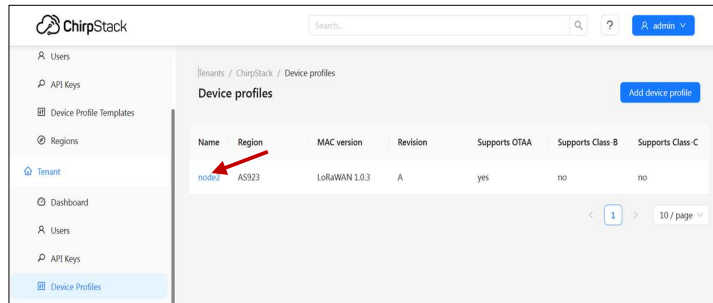 ChirpStack
Search...
?
admin
Users
API Keys
Device Profile Templates
Regions
Tenant
Dashboard
Users
API Keys
Device Profiles
Tenants / ChirpStack / Device profiles
Device profiles
Add device profile
Name Region MAC version Revision Supports OTAA Supports Class-B Supports Class-C
node2 AS923 LoRaWAN 1.0.3 A yes no no
< 1 > 10 / page